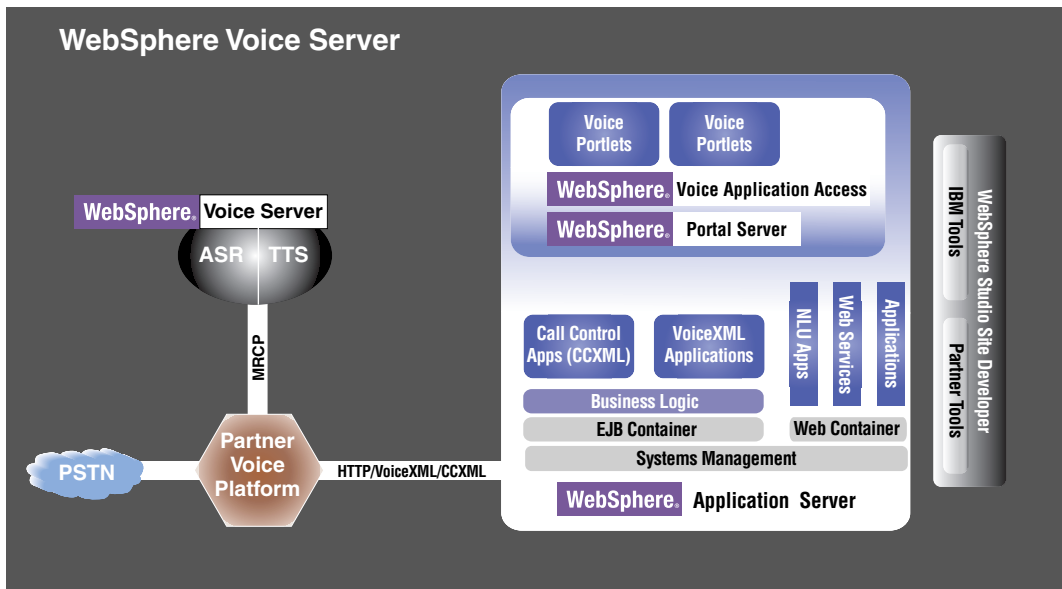 WebSphere Voice Server
WebSphere® Voice Server
ASR TTS
MRCP
PSTN
Partner
Voice
Platform
HTTP/VoiceXML/CCXML
Voice
Portlets
Voice
Portlets
WebSphere® Voice Application Access
WebSphere® Portal Server
Call Control
Apps (CCXML)
VoiceXML
Applications
NLU Apps
Web Services
Applications
Business Logic
EJB Container
Web Container
Systems Management
WebSphere® Application Server
IBM Tools
Partner Tools
WebSphere Studio Site Developer